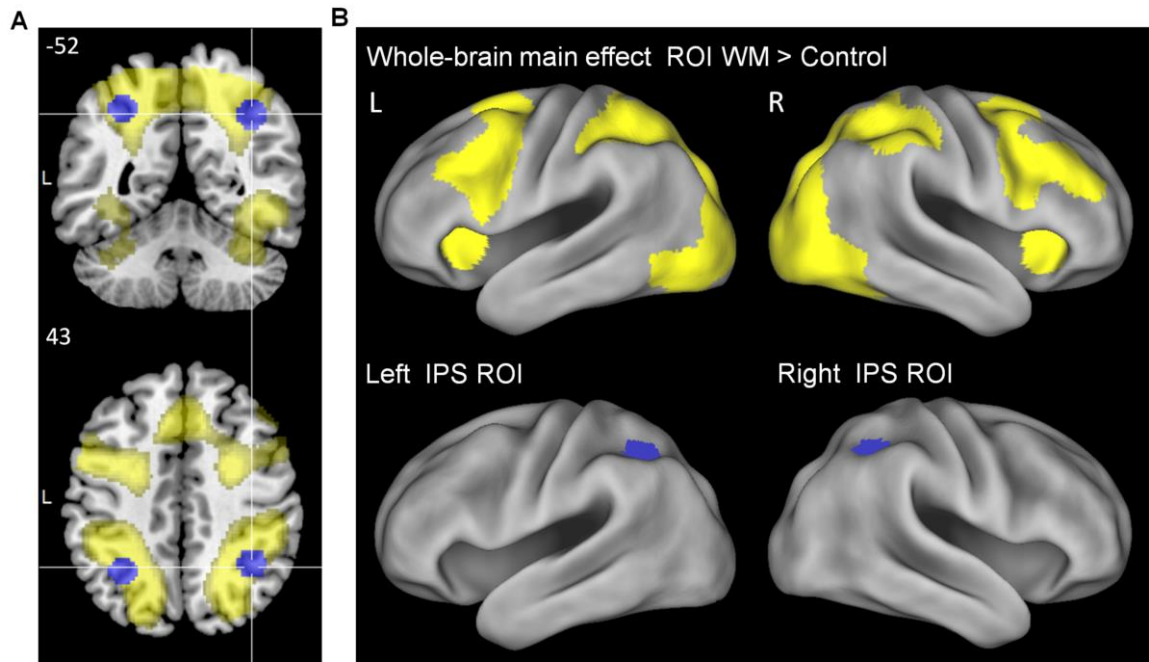 A
-52
L
43
L
B
Whole-brain main effect ROI WM > Control
L
R
Left IPS ROI
Right IPS ROI